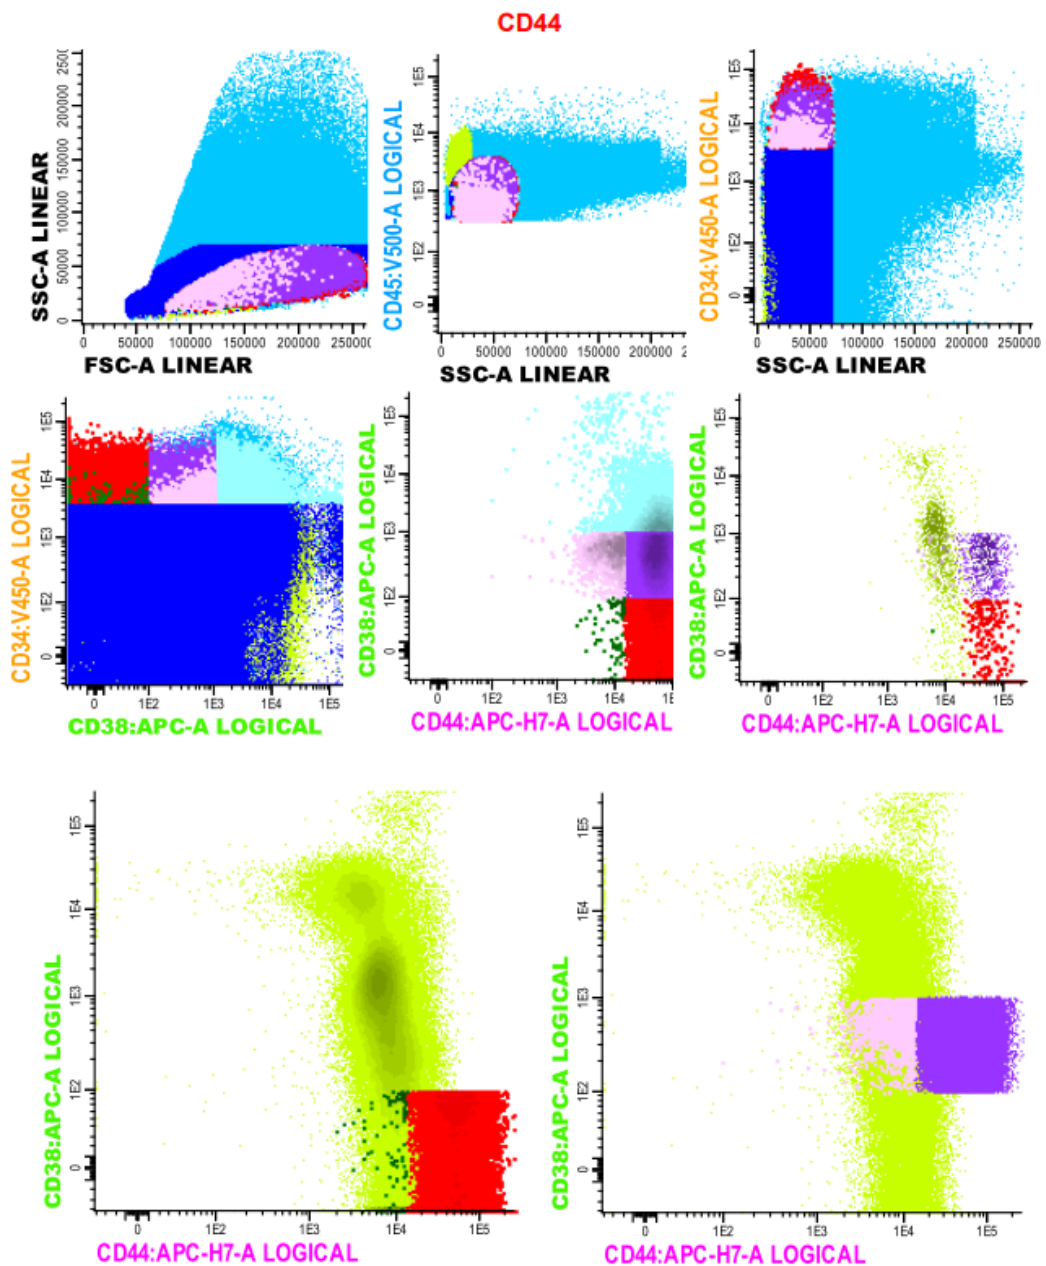 CD44
SSC-A LINEAR
0 50000 100000 150000 200000 250(
FSC-A LINEAR
0 50000 100000 150000 200000 250000
CD45:V500-A LOGICAL
0 1E2 1E3 1E4 1E5
SSC-A LINEAR
0 50000 100000 150000 200000 2
CD34:V450-A LOGICAL
0 1E2 1E3 1E4 1E5
SSC-A LINEAR
0 50000 100000 150000 200000 250000
CD34:V450-A LOGICAL
0 1E2 1E3 1E4 1E5
CD38:APC-A LOGICAL
0 1E2 1E3 1E4 1E5
CD38:APC-A LOGICAL
0 1E2 1E3 1E4 1E5
CD44:APC-H7-A LOGICAL
0 1E2 1E3 1E4 1E
CD38:APC-A LOGICAL
0 1E2 1E3 1E4 1E5
CD44:APC-H7-A LOGICAL
0 1E2 1E3 1E4 1E5
CD38:APC-A LOGICAL
0 1E2 1E3 1E4 1E5
CD44:APC-H7-A LOGICAL
0 1E2 1E3 1E4 1E5
CD38:APC-A LOGICAL
0 1E2 1E3 1E4 1E5
CD44:APC-H7-A LOGICAL
0 1E2 1E3 1E4 1E5